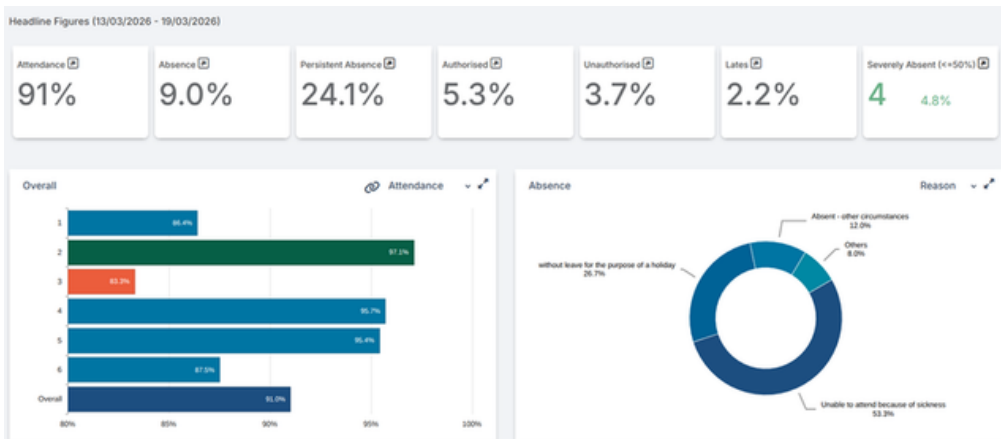 Headline Figures (13/03/2026 - 19/03/2026)
Attendance
91%
Absence
9.0%
Persistent Absence
24.1%
Authorised
5.3%
Unauthorised
3.7%
Lates
2.2%
Severely Absent (<=50%)
4 4.8%
Overall
Attendance
1
86.4%
2
97.1%
3
83.3%
4
95.7%
5
95.4%
6
87.5%
Overall
91.0%
80% 85% 90% 95% 100%
Absence
Reason
Absent - other circumstances
12.0%
Others
8.0%
without leave for the purpose of a holiday
26.7%
Unable to attend because of sickness
53.3%